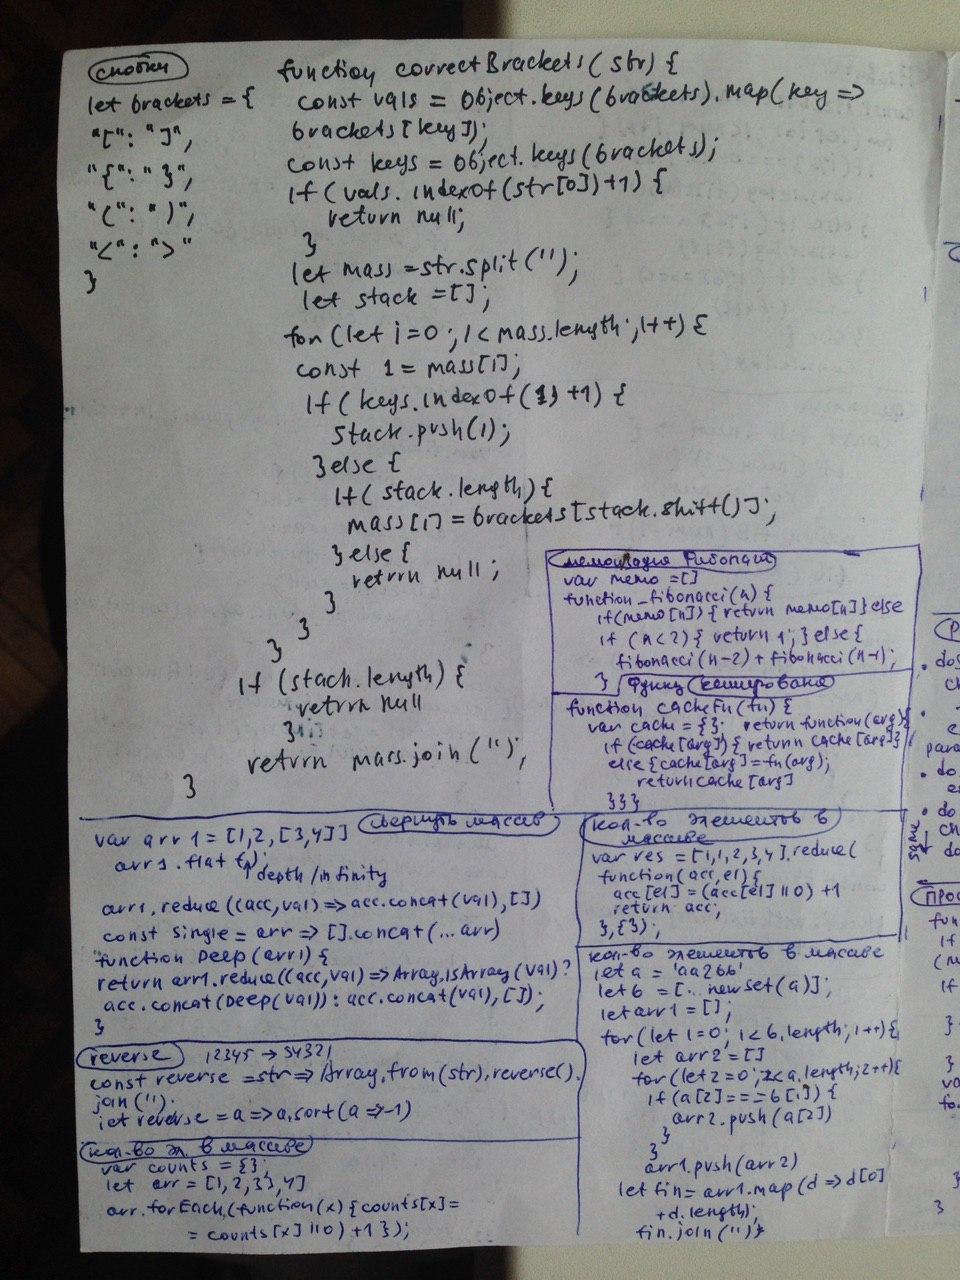 скобки
let brackets = {
"[": "]",
"{": "}",
"(": ")",
"<": ">"
}
function correctBrackets(str) {
const vals = Object.keys(brackets).map(key =>
brackets[key]);
const keys = Object.keys(brackets);
if (vals.indexOf(str[0])+1) {
return null;
}
let mass = str.split('');
let stack = [];
for (let i=0; i< mass.length; i++) {
const 1 = mass[i];
if (keys.indexOf(1) +1) {
stack.push(i);
}else {
if( stack.length) {
mass[i] = brackets[stack.shift()];
}else {
return null;
}
}
}
if (stack.length) {
return null
}
return mass.join('');
}
мемоизация Фибоначи
var memo = []
function _fibonacci(n) {
if(memo[n]) { return memo[n] } else
if (n<2) { return 1; } else {
fibonacci(n-2) + fibonacci(n-1);
}
Функц кеширования
function cacheFn(fn) {
var cache = {}; return function(arg){
if (cache[arg]) { return cache[arg]}
else {cache[arg]=fn(arg);
return cache[arg]
}}}
вернуть массив
var arr1 = [1,2,[3,4]]
arr1.flat();
depth/infinity
arr1.reduce((acc,val)=>acc.concat(val),[])
const single = arr => [].concat(...arr)
function Deep(arr1) {
return arr1.reduce((acc,val)=>Array.isArray(val)?
acc.concat(Deep(val)): acc.concat(val), []);
}
reverse 12345 → 54321
const reverse = str => Array.from(str).reverse().
join('');
let reverse = a => a.sort(a=>-1)
кол-во эл. в массиве
var counts = {};
let arr = [1,2,3,3,4]
arr.forEach(function(x) {counts[x]=
= counts[x] ||0) +1 });
кол-во элементов в
массиве
var res = [1,1,2,3,4].reduce(
function(acc,el) {
acc[el] = (acc[el] ||0) +1
return acc;
},{});
кол-во элементов в массиве
let a = 'aa2bb'
let b = [...new set(a)];
let arr1 = [];
for(let i=0; i<b.length; i++) {
let arr2 = []
for(let 2=0; 2<a.length; 2++){
if (a[2]===b[i]) {
arr2.push(a[2])
}
}
arr1.push(arr2)
let fin = arr1.map(d => d[0]
+d.length);
fin.join('')}